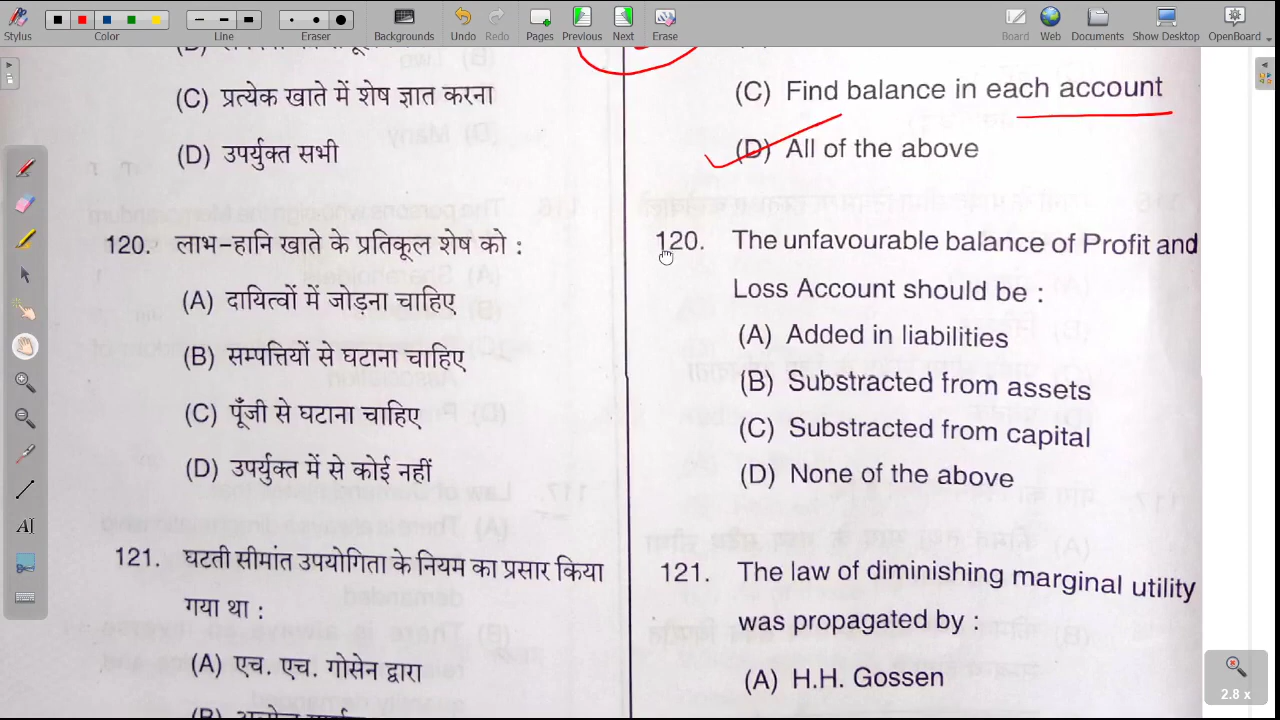 Stylus
Color
Line
Eraser
Backgrounds
Undo
Redo
Pages
Previous
Next
Erase
Board
Web
Documents
Show Desktop
OpenBoard
(C) प्रत्येक खाते में शेष ज्ञात करना
(D) उपर्युक्त सभी
120. लाभ-हानि खाते के प्रतिकूल शेष को :
(A) दायित्वों में जोड़ना चाहिए
(B) सम्पत्तियों से घटाना चाहिए
(C) पूँजी से घटाना चाहिए
(D) उपर्युक्त में से कोई नहीं
121. घटती सीमांत उपयोगिता के नियम का प्रसार किया
गया था :
(A) एच. एच. गोसेन द्वारा
(C) Find balance in each account
(D) All of the above
120. The unfavourable balance of Profit and
Loss Account should be :
(A) Added in liabilities
(B) Substracted from assets
(C) Substracted from capital
(D) None of the above
121. The law of diminishing marginal utility
was propagated by :
(A) H.H. Gossen
2.8 x